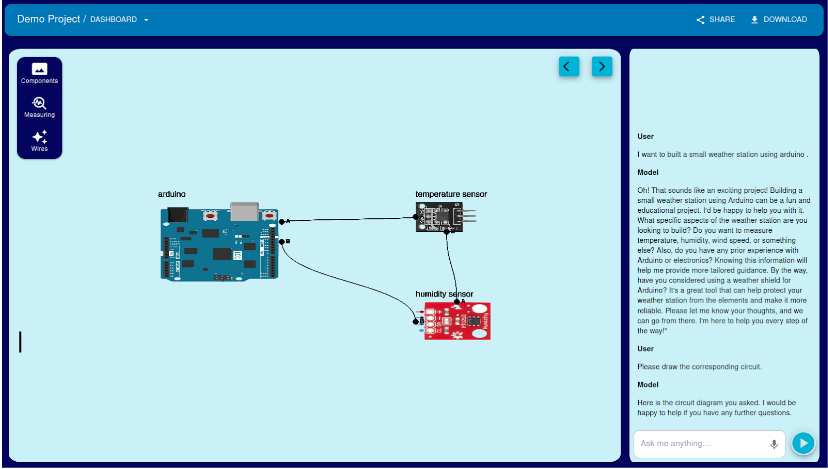 Demo Project / DASHBOARD
SHARE
DOWNLOAD
Components
Measuring
Wires
arduino
A
B
temperature sensor
humidity sensor
A
User
I want to built a small weather station using arduino .
Model
Oh! That sounds like an exciting project! Building a
small weather station using Arduino can be a fun and
educational project. I'd be happy to help you with it.
What specific aspects of the weather station are you
looking to build? Do you want to measure
temperature, humidity, wind speed, or something
else? Also, do you have any prior experience with
Arduino or electronics? Knowing this information will
help me provide more tailored guidance. By the way,
have you considered using a weather shield for
Arduino? It's a great tool that can help protect your
weather station from the elements and make it more
reliable. Please let me know your thoughts, and we
can go from there. I'm here to help you every step of
the way!"
User
Please draw the corresponding circuit.
Model
Here is the circuit diagram you asked. I would be
happy to help if you have any further questions.
Ask me anything....